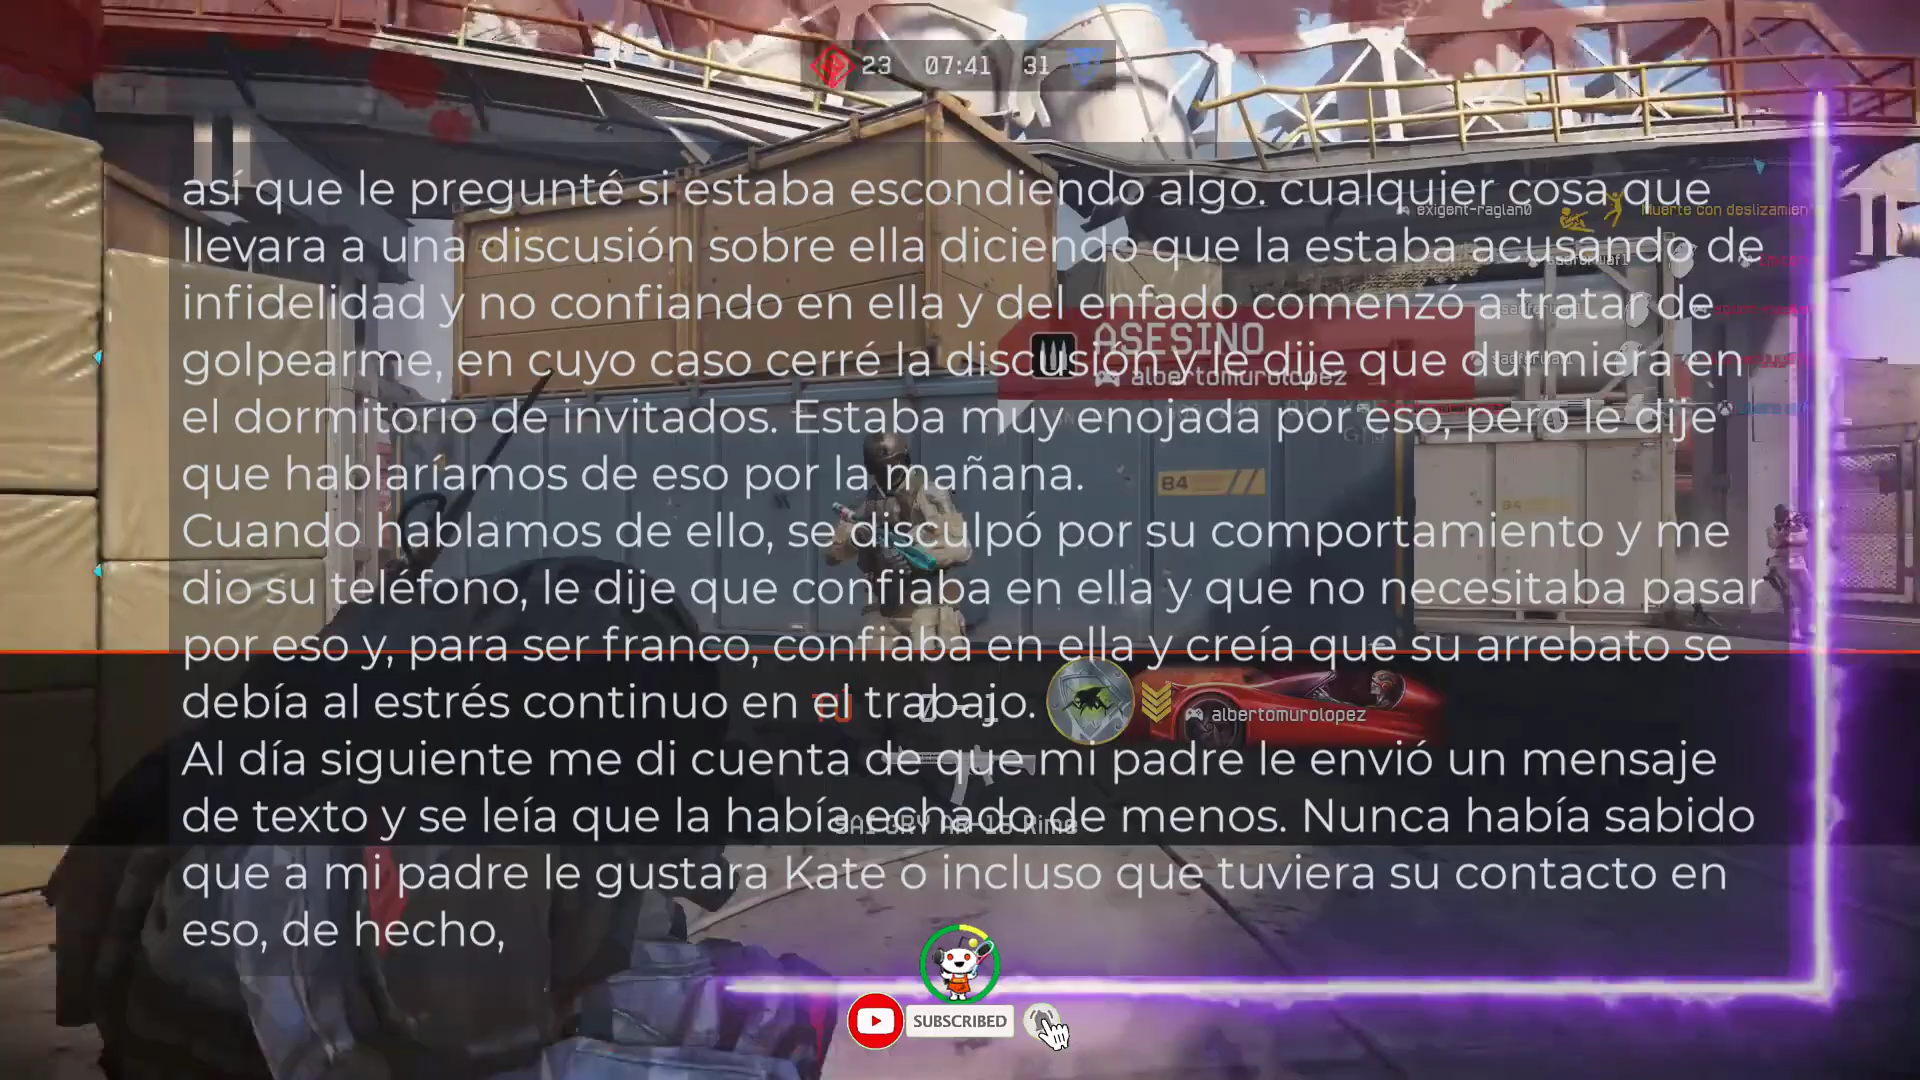 23 07:41 31
así que le pregunté si estaba escondiendo algo. cualquier cosa que
llevara a una discusión sobre ella diciendo que la estaba acusando de
infidelidad y no confiando en ella y del enfado comenzó a tratar de
golpearme, en cuyo caso cerré la discusión y le dije que durmiera en
el dormitorio de invitados. Estaba muy enojada por eso, pero le dije
que hablaríamos de eso por la mañana.
Cuando hablamos de ello, se disculpó por su comportamiento y me
dio su teléfono, le dije que confiaba en ella y que no necesitaba pasar
por eso y, para ser franco, confiaba en ella y creía que su arrebato se
debía al estrés continuo en el trabajo.
Al día siguiente me di cuenta de que mi padre le envió un mensaje
de texto y se leía que la había echado de menos. Nunca había sabido
que a mi padre le gustara Kate o incluso que tuviera su contacto en
eso, de hecho,
exigent-raglan0
Muerte con deslizamien
ASESINO
albertomurolopez
84
TÚ 0 - 1
albertomurolopez
SUBSCRIBED